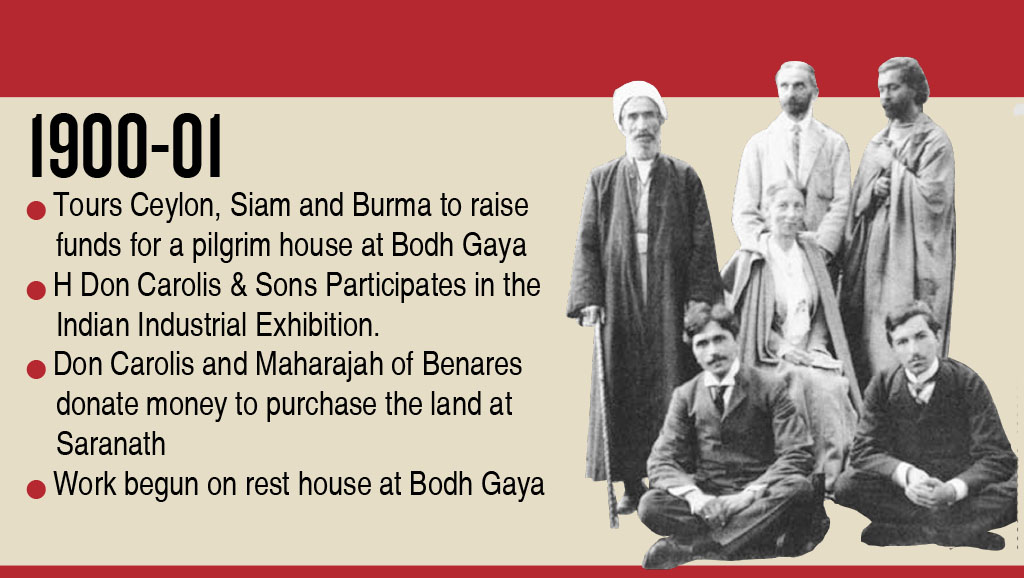 1900-01
● Tours Ceylon, Siam and Burma to raise
funds for a pilgrim house at Bodh Gaya
● H Don Carolis & Sons Participates in the
Indian Industrial Exhibition.
● Don Carolis and Maharajah of Benares
donate money to purchase the land at
Saranath
● Work begun on rest house at Bodh Gaya